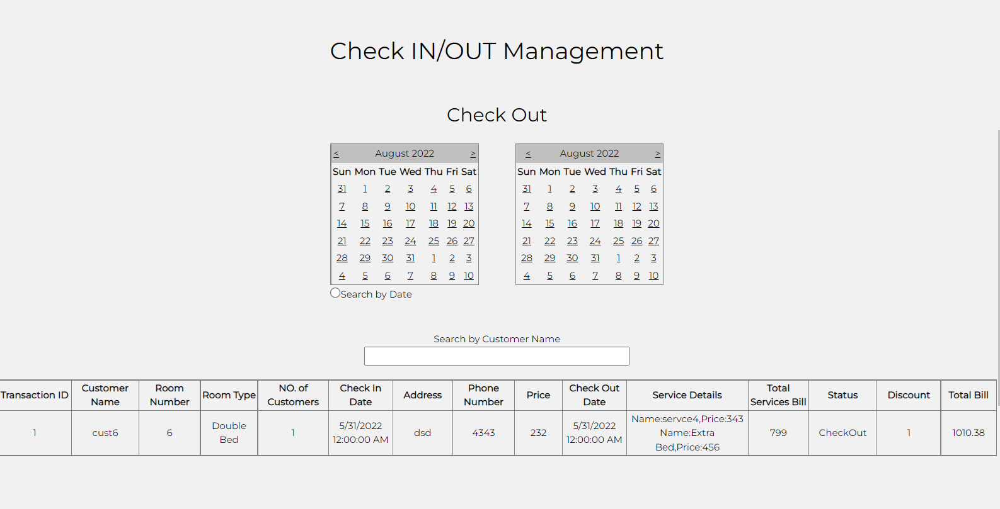 Check IN/OUT Management
Check Out
< August 2022 >
Sun Mon Tue Wed Thu Fri Sat
31 1 2 3 4 5 6
7 8 9 10 11 12 13
14 15 16 17 18 19 20
21 22 23 24 25 26 27
28 29 30 31 1 2 3
4 5 6 7 8 9 10
< August 2022 >
Sun Mon Tue Wed Thu Fri Sat
31 1 2 3 4 5 6
7 8 9 10 11 12 13
14 15 16 17 18 19 20
21 22 23 24 25 26 27
28 29 30 31 1 2 3
4 5 6 7 8 9 10
Search by Date
Search by Customer Name
Transaction ID
Customer
Name
Room
Number
Room Type
NO. of
Customers
Check In
Date
Address
Phone
Number
Price
Check Out
Date
Service Details
Total
Services Bill
Status
Discount
Total Bill
1
cust6
6
Double
Bed
1
5/31/2022
12:00:00 AM
dsd
4343
232
5/31/2022
12:00:00 AM
Name:servce4,Price:343
Name:Extra
Bed,Price:456
799
CheckOut
1
1010.38